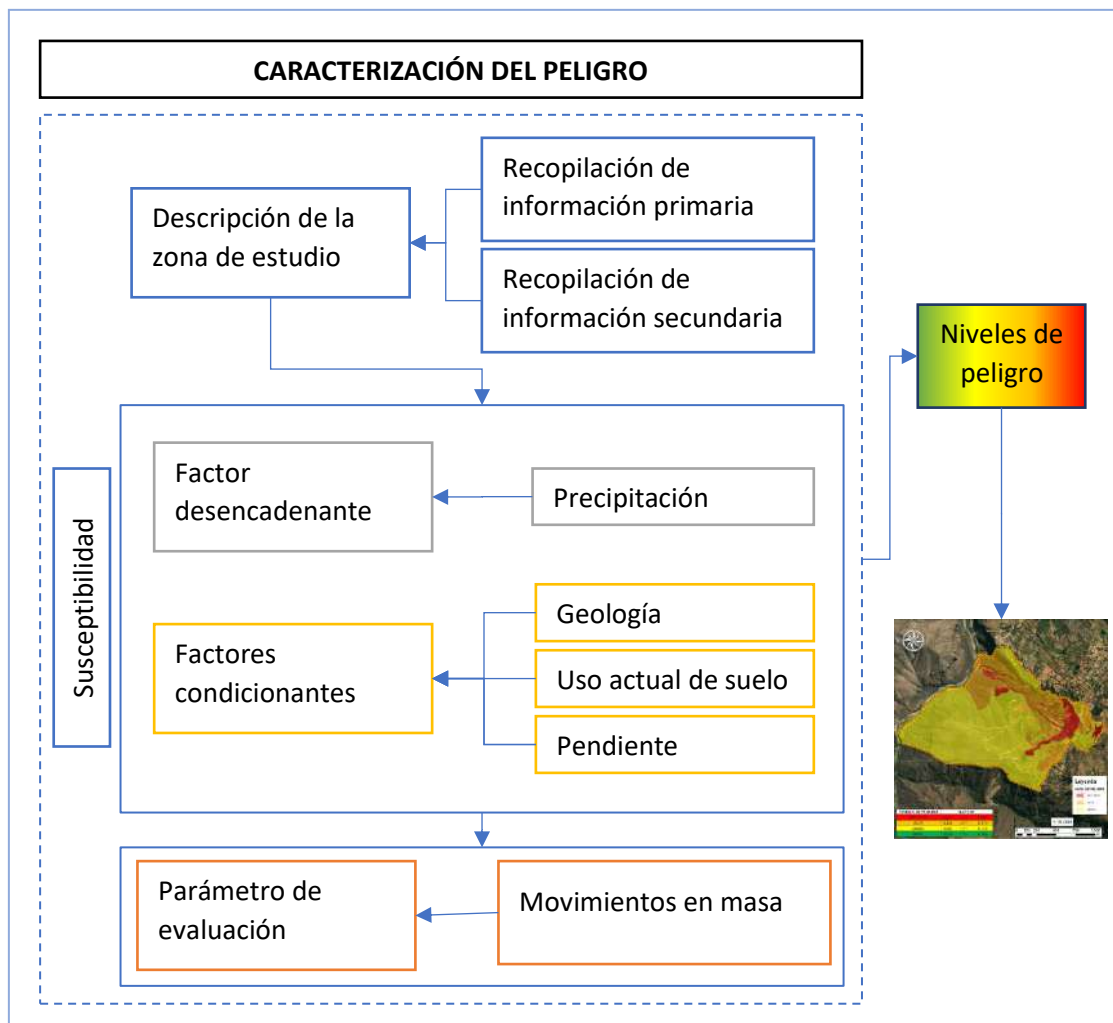 CARACTERIZACIÓN DEL PELIGRO
Recopilación de
información primaria
Descripción de la
zona de estudio
Recopilación de
información secundaria
Niveles de
peligro
Susceptibilidad
Factor
desencadenante
Precipitación
Factores
condicionantes
Geología
Uso actual de suelo
Pendiente
Leyenda
Parámetro de
evaluación
Movimientos en masa